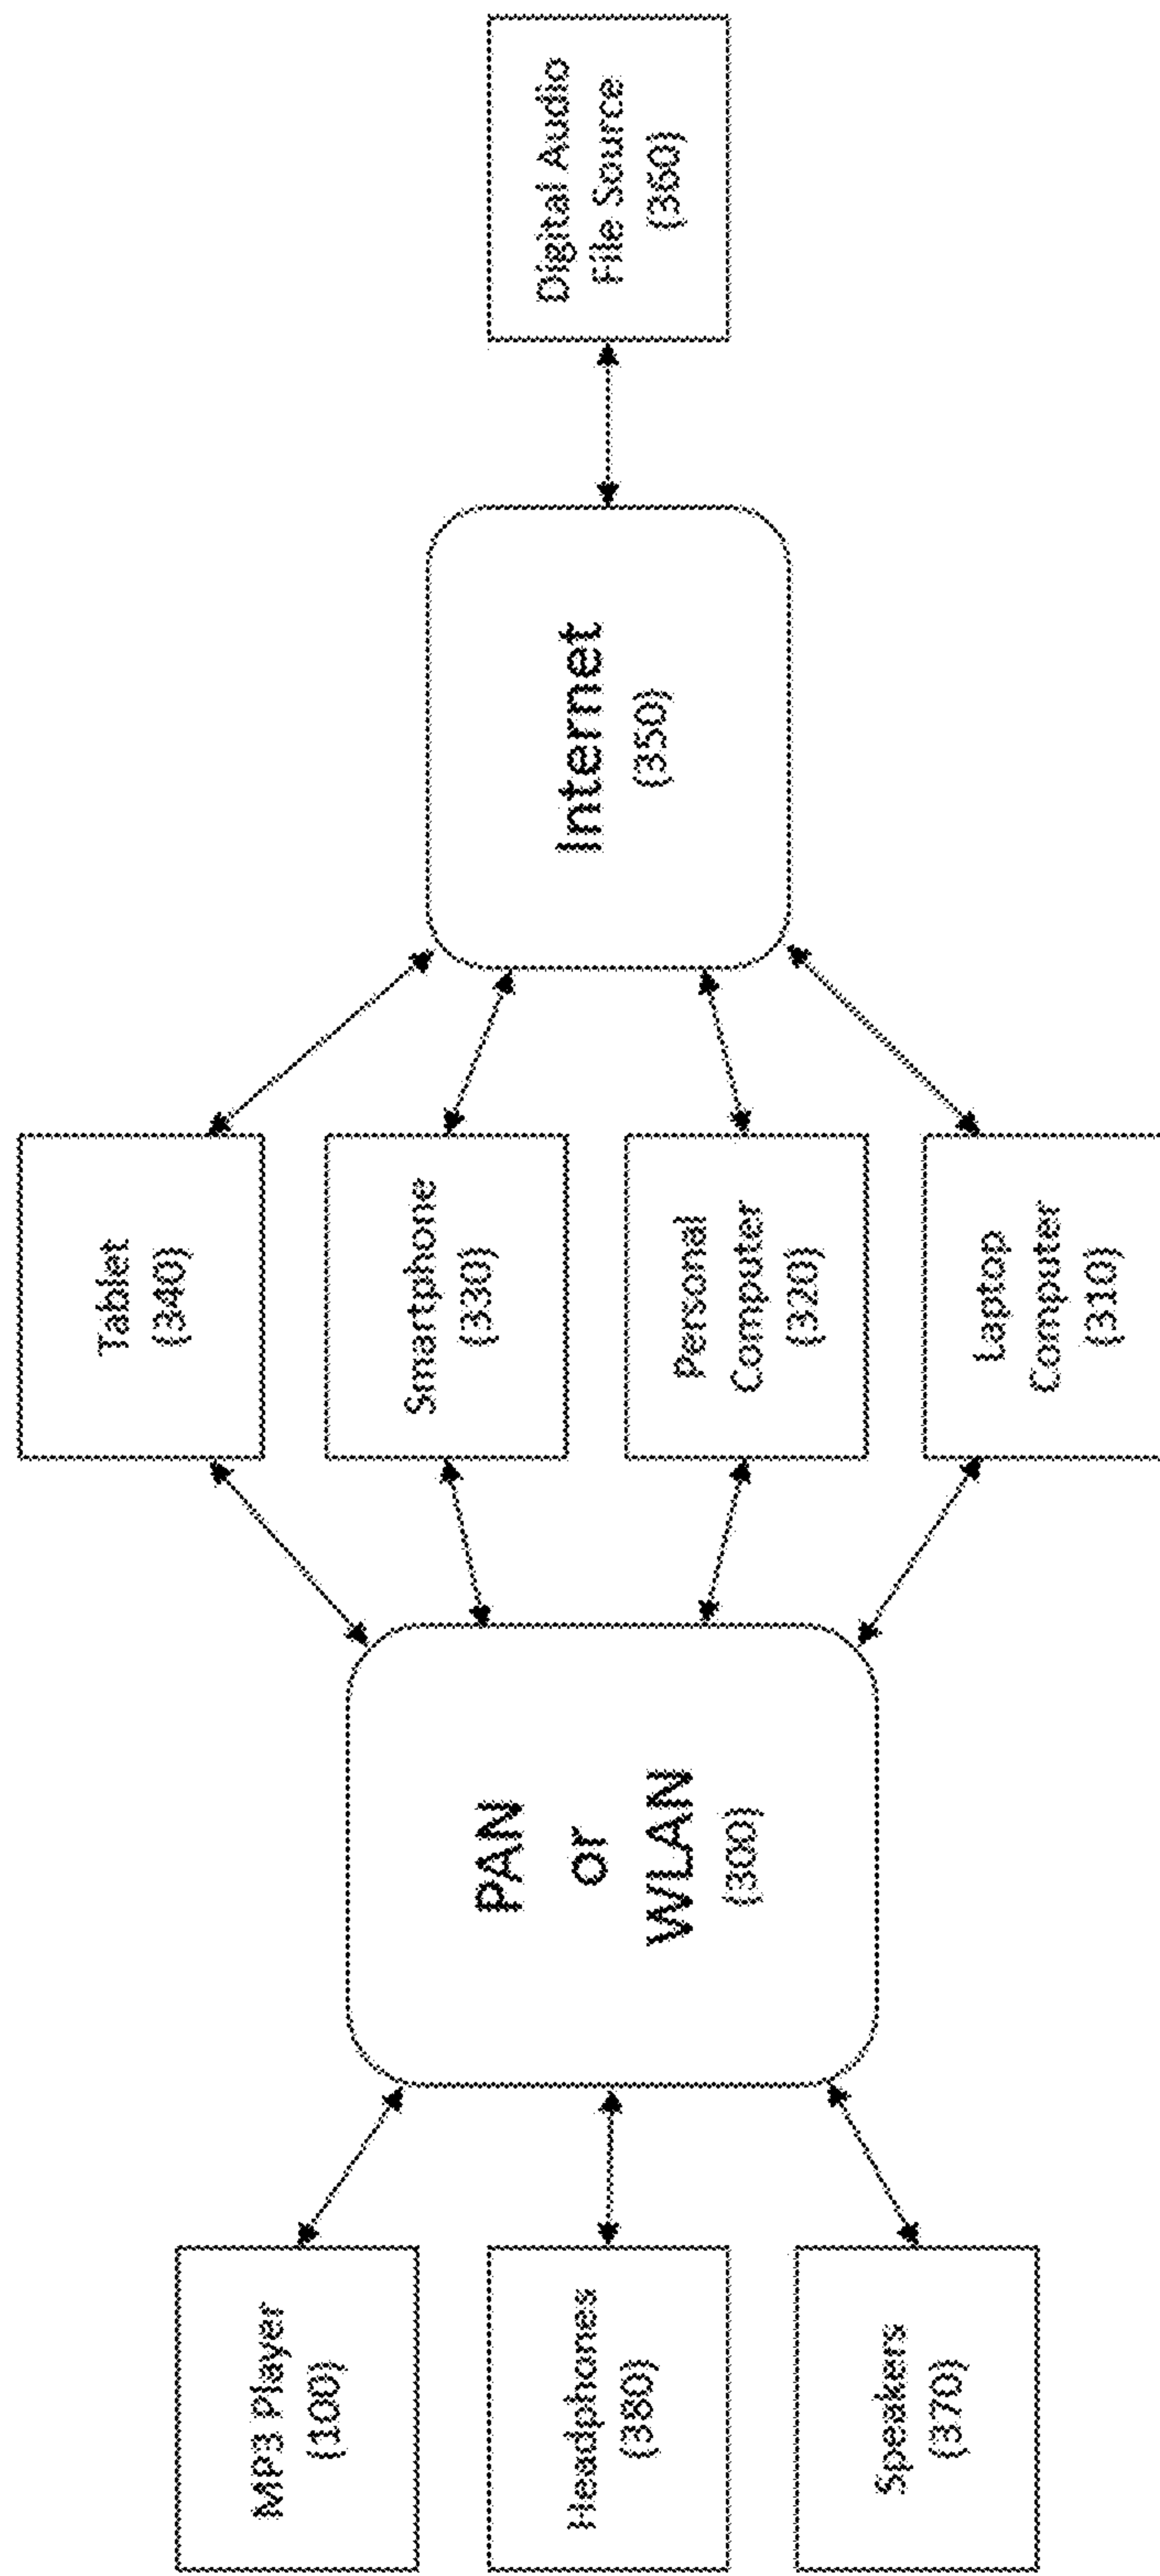 MP3 Player
(100)
Headphones
(380)
Speakers
(370)
PAN
or
WLAN
(300)
Tablet
(340)
Smartphone
(330)
Personal
Computer
(320)
Laptop
Computer
(310)
Internet
(350)
Digital Audio
File Source
(360)